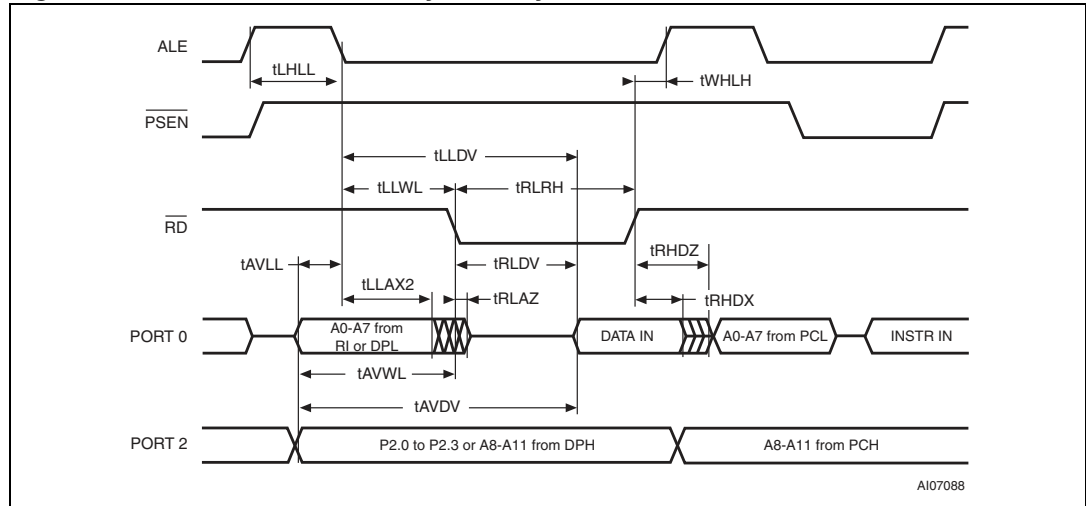 ALE
tLHLL
tWHLH
PSEN
tLLDV
tLLWL
tRLRH
RD
tAVLL
tRLDV
tRHDZ
tLLAX2
tRLAZ
tRHDX
PORT 0
A0-A7 from
RI or DPL
DATA IN
A0-A7 from PCL
INSTR IN
tAVWL
tAVDV
PORT 2
P2.0 to P2.3 or A8-A11 from DPH
A8-A11 from PCH
AI07088